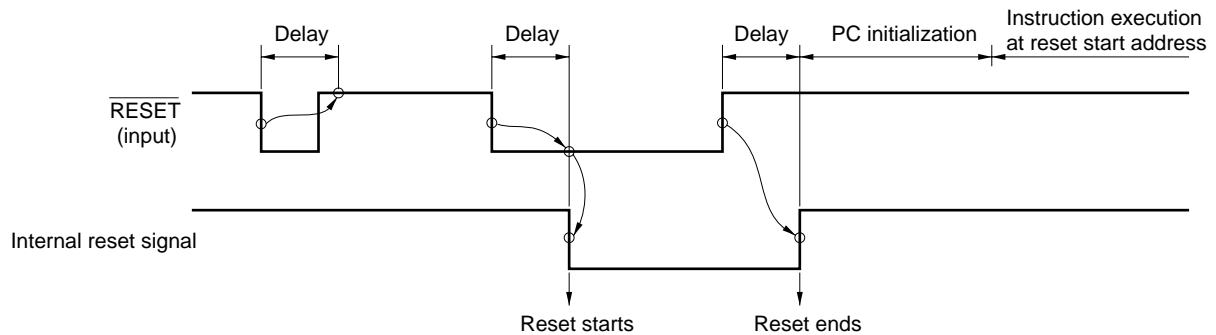 Delay
Delay
Delay
PC initialization
Instruction execution
at reset start address
RESET
(input)
Internal reset signal
Reset starts
Reset ends